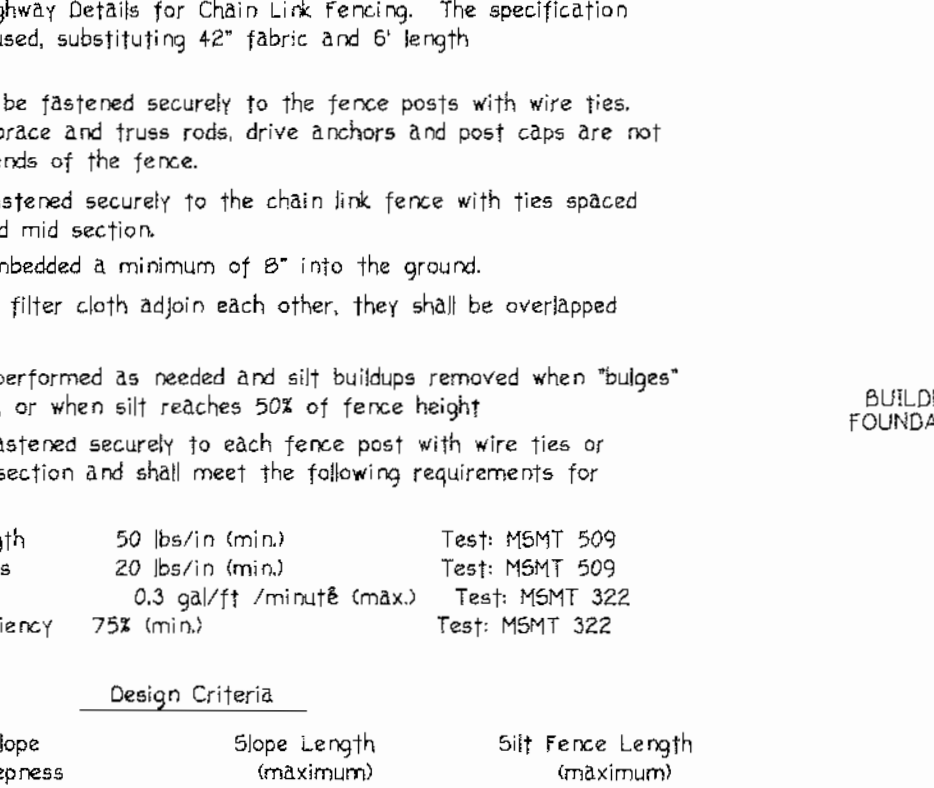 ghway Details for Chain Link Fencing. The specification
used, substituting 42" fabric and 6' length
be fastened securely to the fence posts with wire ties.
brace and truss rods, drive anchors and post caps are not
ends of the fence.
astened securely to the chain link fence with ties spaced
d mid section.
mbedded a minimum of 8" into the ground.
filter cloth adjoin each other, they shall be overlapped
performed as needed and silt buildups removed when "bulges"
, or when silt reaches 50% of fence height
astened securely to each fence post with wire ties or
section and shall meet the following requirements for
gth 50 lbs/in (min.) Test: MSMT 509
s 20 lbs/in (min.) Test: MSMT 509
0.3 gal/ft /minute (max.) Test: MSMT 322
iency 75% (min.) Test: MSMT 322
Design Criteria
lope Slope Length Silt Fence Length
epness (maximum) (maximum)
BUILDI
FOUNDA